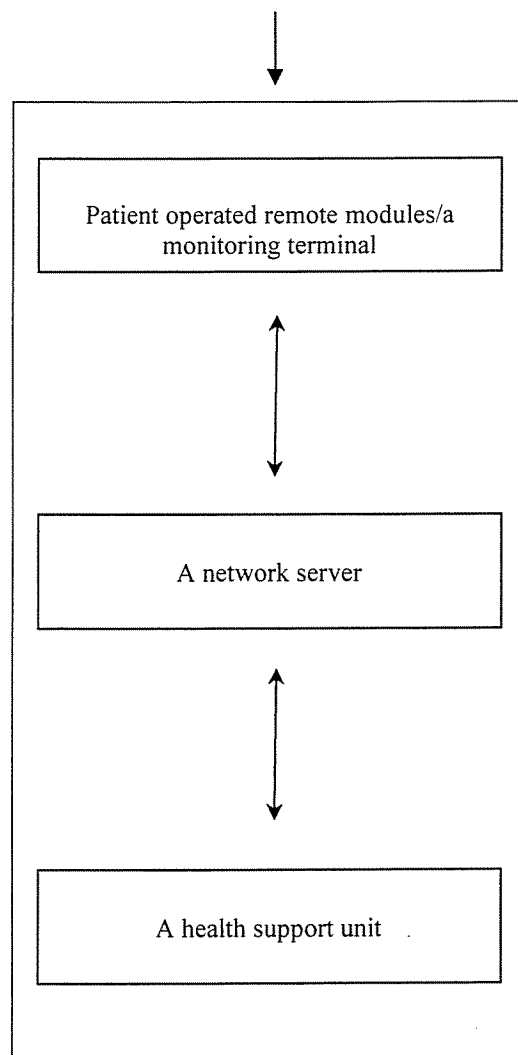 Patient operated remote modules/a
monitoring terminal
A network server
A health support unit